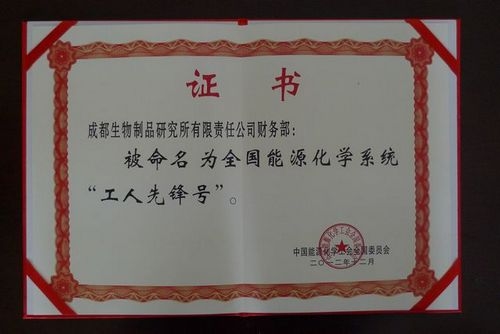 证书
成都生物制品研究所有限责任公司财务部：
被命名为全国能源化学系统
“工人先锋号”。
中国能源化学工会全国委员会
二〇一二年十二月